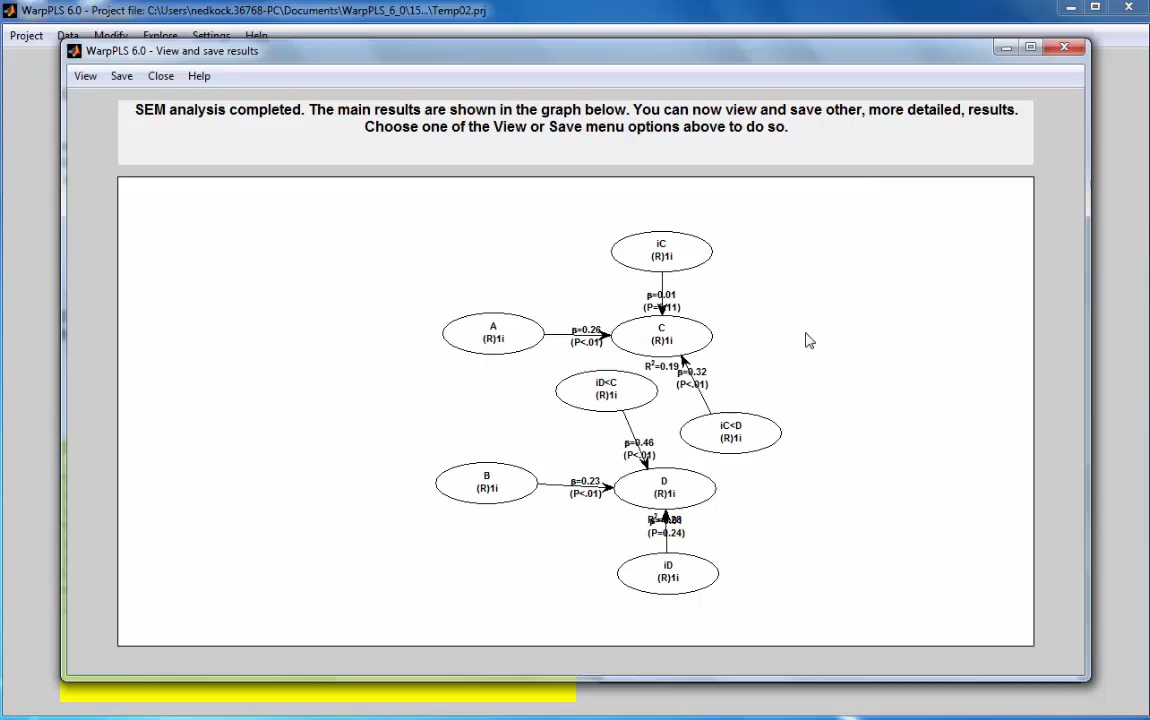 WarpPLS 6.0 - Project file: C:\Users\nedkock.36768-PC\Documents\WarpPLS_6_0\15...\Temp02.prj
Project Data Modify Explore Settings Help
WarpPLS 6.0 - View and save results
View Save Close Help
SEM analysis completed. The main results are shown in the graph below. You can now view and save other, more detailed, results.
Choose one of the View or Save menu options above to do so.
iC
(R)1i
β=0.01
A
(R)1i
β=0.26
(P<.01)
C
(R)1i
R²=0.19
β=0.32
(P<.01)
iD<C
(R)1i
iC<D
(R)1i
β=0.46
(P<.01)
B
(R)1i
β=0.23
(P<.01)
D
(R)1i
(P=0.24)
iD
(R)1i